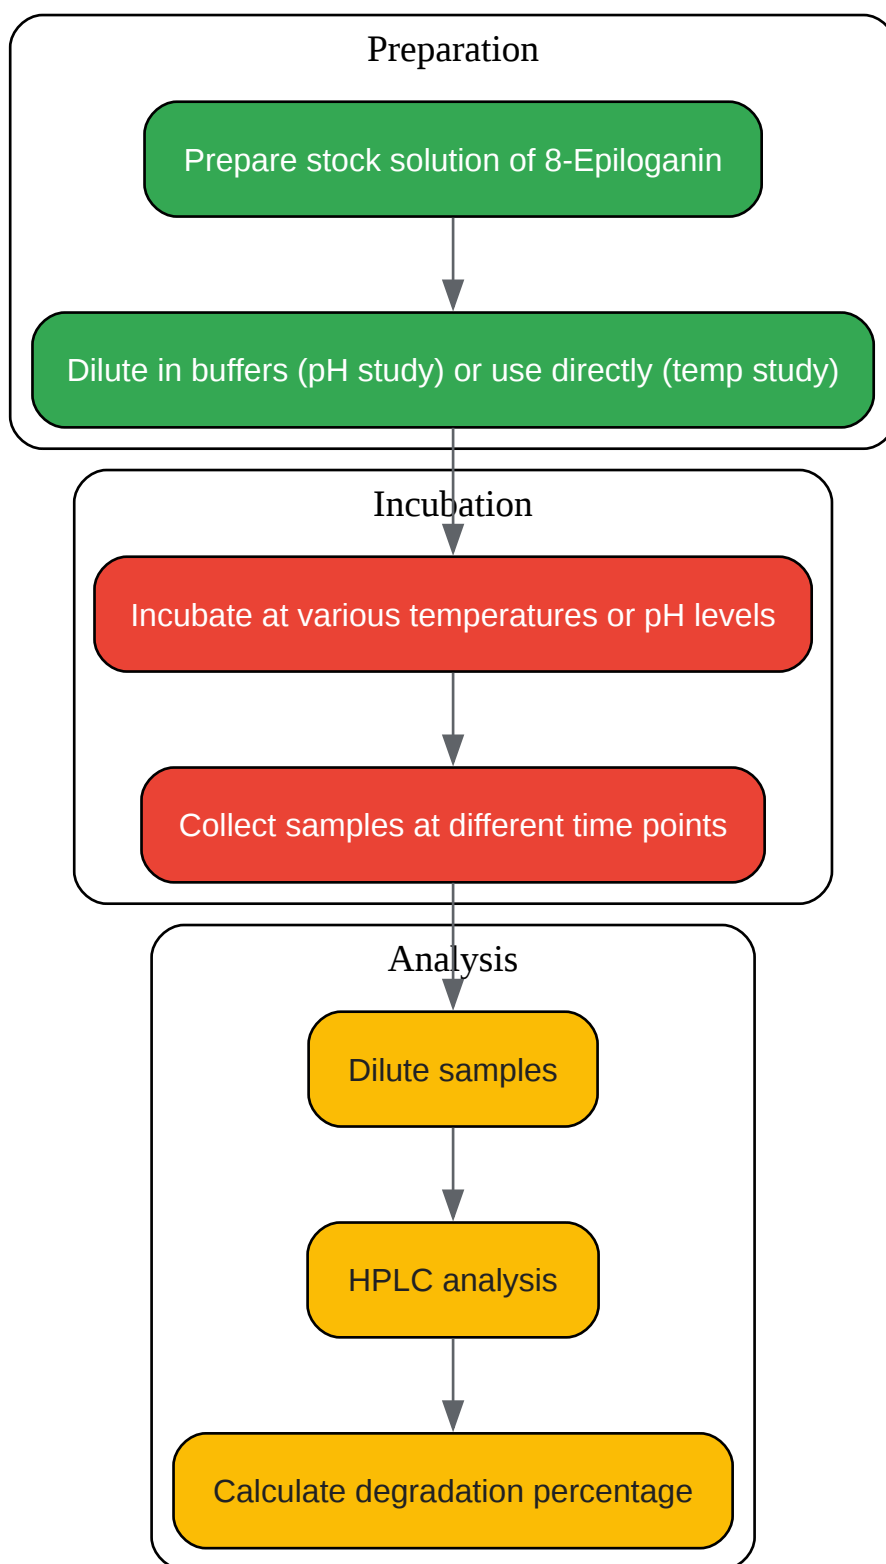 Preparation
Prepare stock solution of 8-Epiloganin
Dilute in buffers (pH study) or use directly (temp study)
Incubation
Incubate at various temperatures or pH levels
Collect samples at different time points
Analysis
Dilute samples
HPLC analysis
Calculate degradation percentage